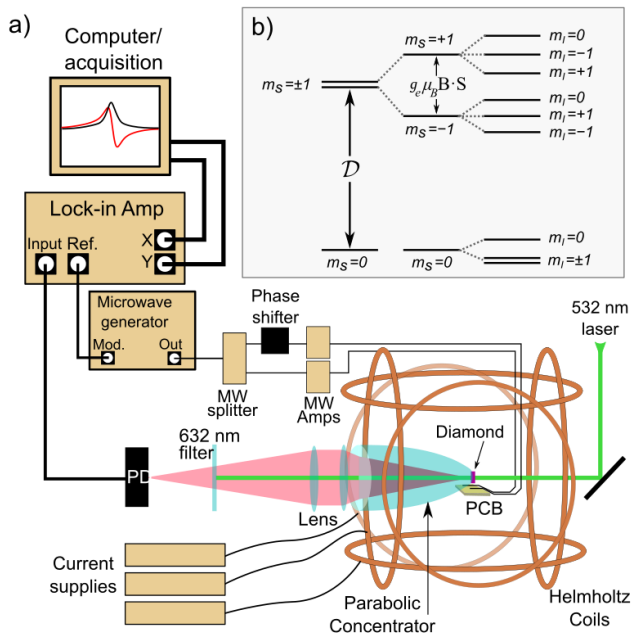 a)
Computer/
acquisition
Lock-in Amp
Input Ref. X
Y
Microwave
generator
Mod. Out
Phase
shifter
MW
splitter
MW
Amps
532 nm
laser
632 nm
filter
PD
Lens
Diamond
PCB
Current
supplies
Parabolic
Concentrator
Helmholtz
Coils
b)
m_S=±1
𝒟
m_S=0
m_S=+1
g_eμ_B B·S
m_S=−1
m_S=0
m_I=0
m_I=−1
m_I=+1
m_I=0
m_I=+1
m_I=−1
m_I=0
m_I=±1